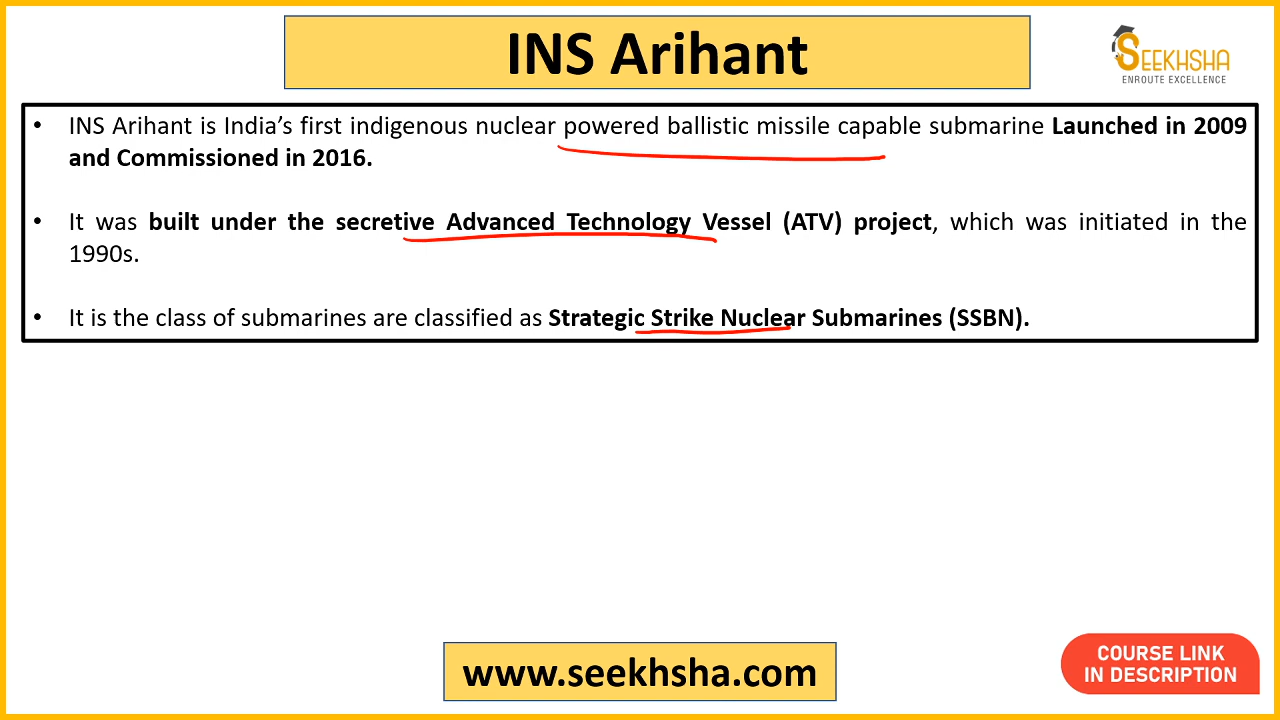 INS Arihant
SEEKHSHA
ENROUTE EXCELLENCE
• INS Arihant is India’s first indigenous nuclear powered ballistic missile capable submarine Launched in 2009
and Commissioned in 2016.
• It was built under the secretive Advanced Technology Vessel (ATV) project, which was initiated in the
1990s.
• It is the class of submarines are classified as Strategic Strike Nuclear Submarines (SSBN).
www.seekhsha.com
COURSE LINK
IN DESCRIPTION